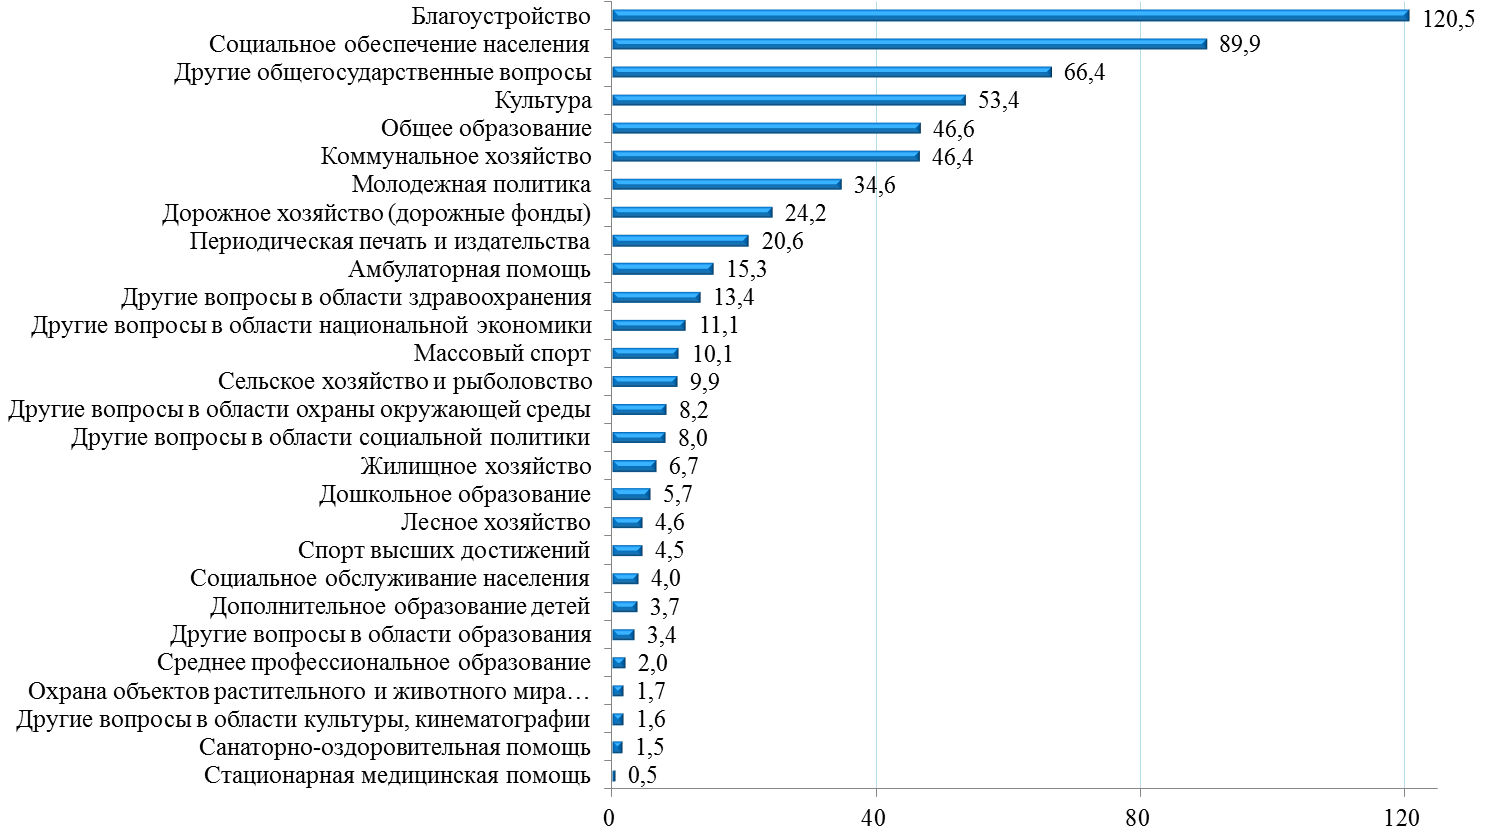 Благоустройство 120,5
Социальное обеспечение населения 89,9
Другие общегосударственные вопросы 66,4
Культура 53,4
Общее образование 46,6
Коммунальное хозяйство 46,4
Молодежная политика 34,6
Дорожное хозяйство (дорожные фонды) 24,2
Периодическая печать и издательства 20,6
Амбулаторная помощь 15,3
Другие вопросы в области здравоохранения 13,4
Другие вопросы в области национальной экономики 11,1
Массовый спорт 10,1
Сельское хозяйство и рыболовство 9,9
Другие вопросы в области охраны окружающей среды 8,2
Другие вопросы в области социальной политики 8,0
Жилищное хозяйство 6,7
Дошкольное образование 5,7
Лесное хозяйство 4,6
Спорт высших достижений 4,5
Социальное обслуживание населения 4,0
Дополнительное образование детей 3,7
Другие вопросы в области образования 3,4
Среднее профессиональное образование 2,0
Охрана объектов растительного и животного мира… 1,7
Другие вопросы в области культуры, кинематографии 1,6
Санаторно-оздоровительная помощь 1,5
Стационарная медицинская помощь 0,5
0 40 80 120